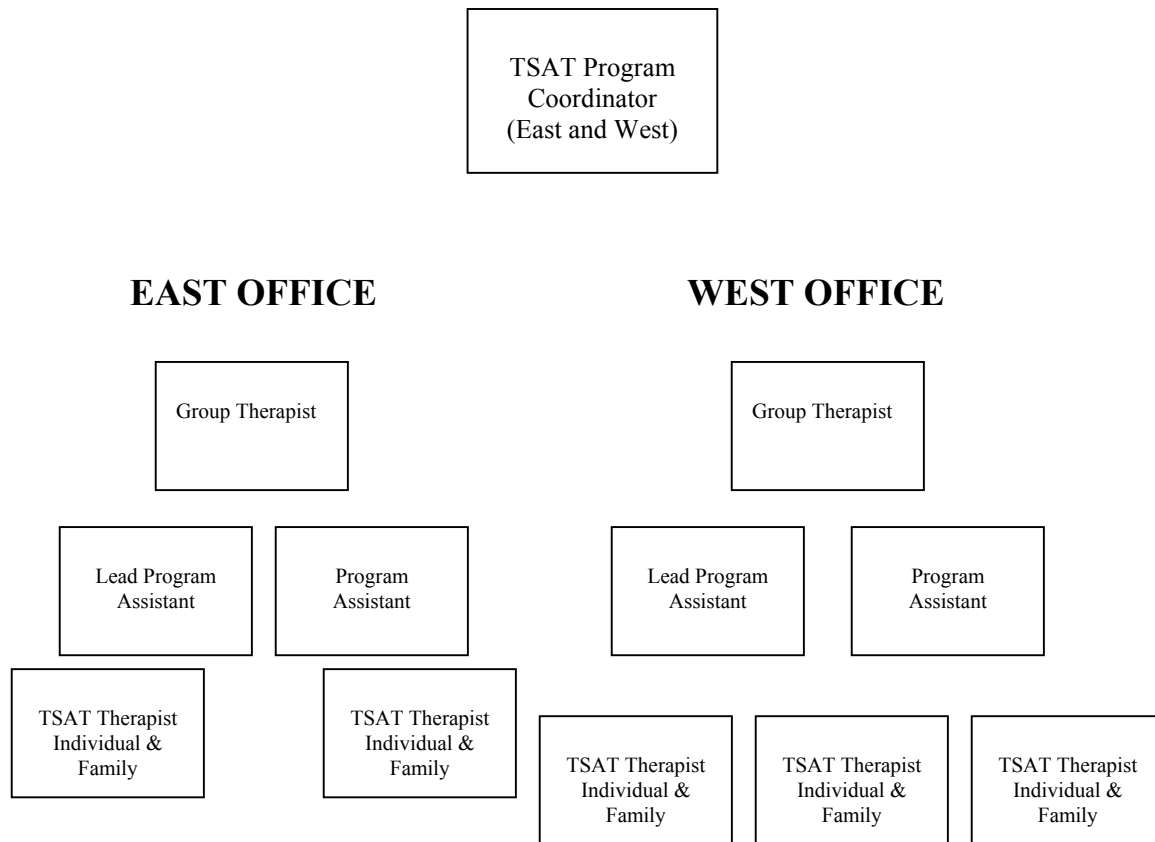 TSAT Program
Coordinator
(East and West)
EAST OFFICE
WEST OFFICE
Group Therapist
Group Therapist
Lead Program
Assistant
Program
Assistant
Lead Program
Assistant
Program
Assistant
TSAT Therapist
Individual &
Family
TSAT Therapist
Individual &
Family
TSAT Therapist
Individual &
Family
TSAT Therapist
Individual &
Family
TSAT Therapist
Individual &
Family